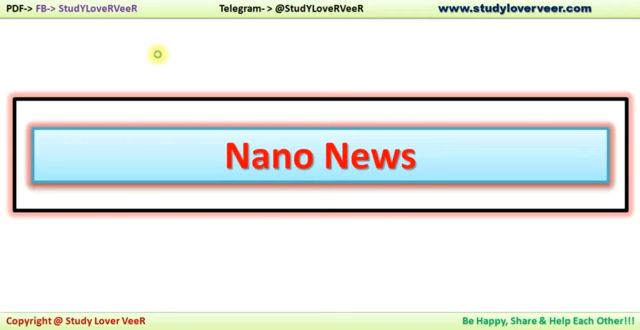 PDF-> FB-> StudYLoveRVeeR Telegram-> @StudYLoveRVeeR www.studyloverveer.com
Nano News
Copyright @ Study Lover VeeR Be Happy, Share & Help Each Other!!!